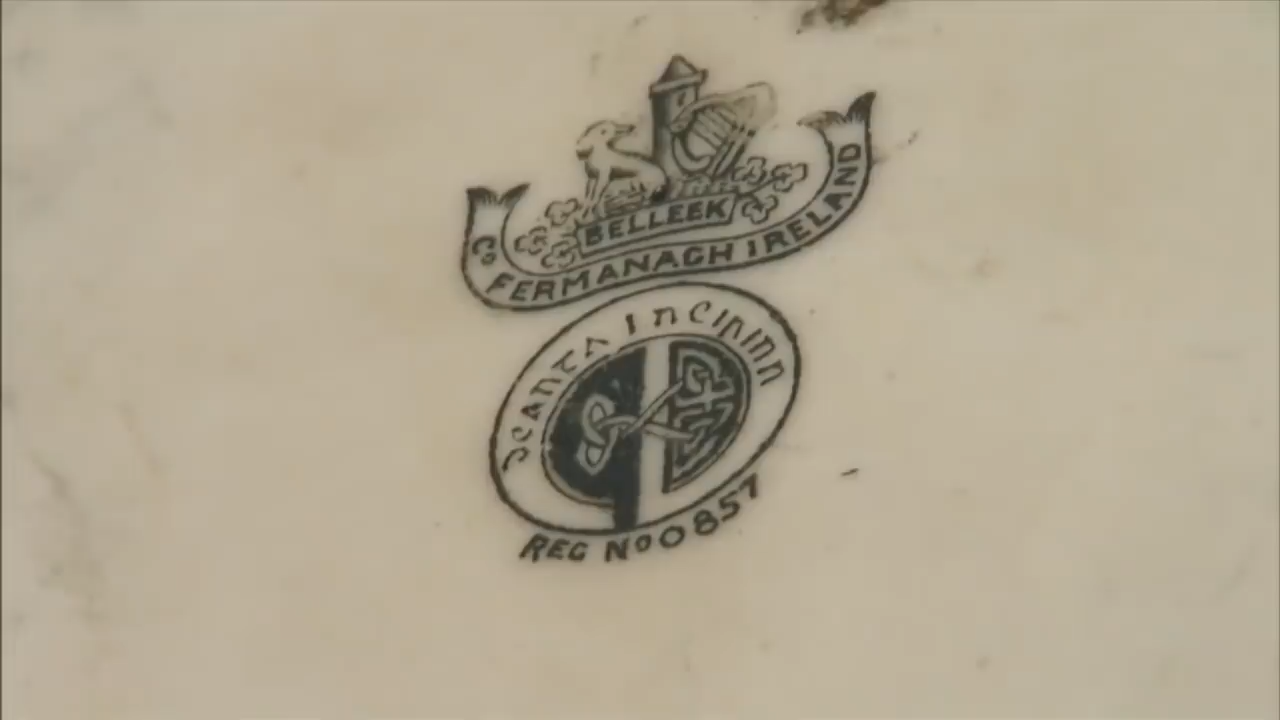 BELLEEK
Co FERMANAGH IRELAND
Deanta in Eirinn
REG No 0857